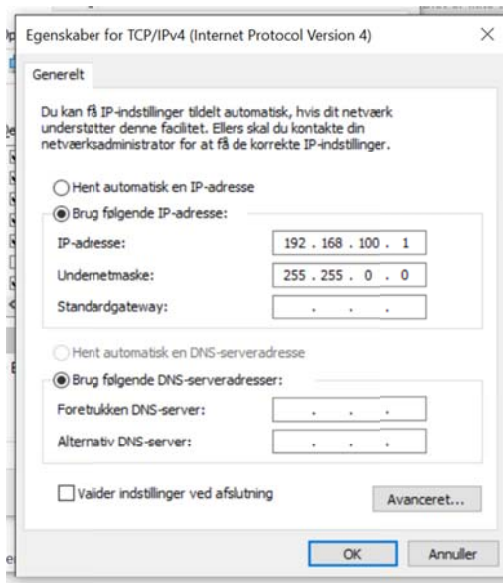 Egenskaber for TCP/IPv4 (Internet Protocol Version 4)
Generelt
Du kan få IP-indstillinger tildelt automatisk, hvis dit netværk
understøtter denne facilitet. Ellers skal du kontakte din
netværksadministrator for at få de korrekte IP-indstillinger.
Hent automatisk en IP-adresse
Brug følgende IP-adresse:
IP-adresse: 192 . 168 . 100 . 1
Undernetmaske: 255 . 255 . 0 . 0
Standardgateway: . . .
Hent automatisk en DNS-serveradresse
Brug følgende DNS-serveradresser:
Foretrukken DNS-server: . . .
Alternativ DNS-server: . . .
Valider indstillinger ved afslutning
Avanceret...
OK Annuller